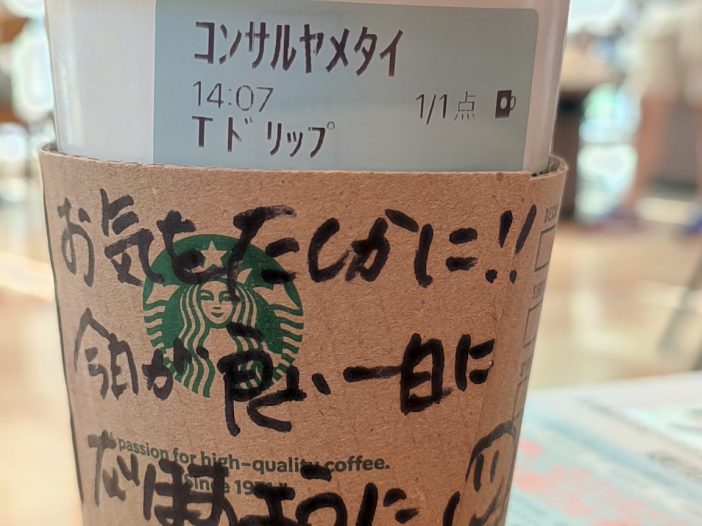 コンサルヤメタイ
14:07
1/1点
Tドリップ
お気をたしかに!!
今日が良い一日に
passion for high-quality coffee.